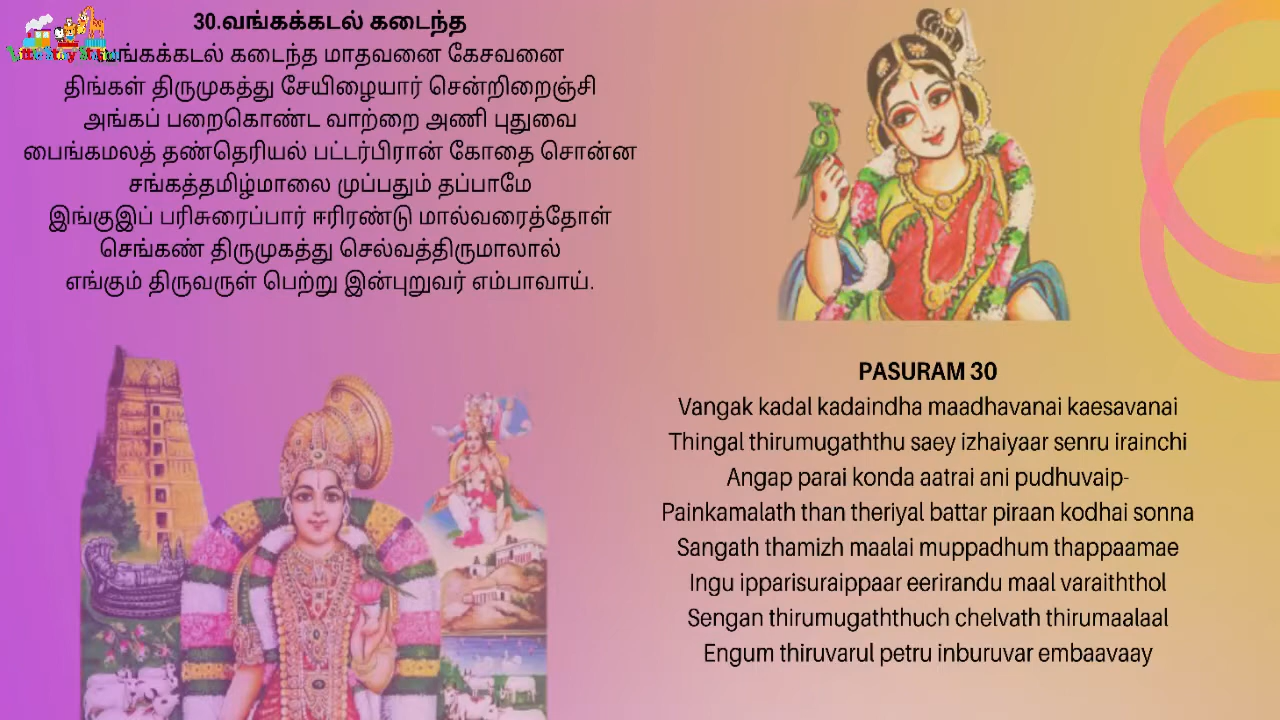 30.வங்கக்கடல் கடைந்த
வங்கக்கடல் கடைந்த மாதவனை கேசவனை
திங்கள் திருமுகத்து சேயிழையார் சென்றிறைஞ்சி
அங்கப் பறைகொண்ட வாற்றை அணி புதுவை
பைங்கமலத் தண்தெரியல் பட்டர்பிரான் கோதை சொன்ன
சங்கத்தமிழ்மாலை முப்பதும் தப்பாமே
இங்குஇப் பரிசுரைப்பார் ஈரிரண்டு மால்வரைத்தோள்
செங்கண் திருமுகத்து செல்வத்திருமாலால்
எங்கும் திருவருள் பெற்று இன்புறுவர் எம்பாவாய்.
PASURAM 30
Vangak kadal kadaindha maadhavanai kaesavanai
Thingal thirumugaththu saey izhaiyaar senru irainchi
Angap parai konda aatrai ani pudhuvaip-
Painkamalath than theriyal battar piraan kodhai sonna
Sangath thamizh maalai muppadhum thappaamae
Ingu ipparisuraippaar eerirandu maal varaiththol
Sengan thirumugaththuch chelvath thirumaalaal
Engum thiruvarul petru inburuvar embaavaay